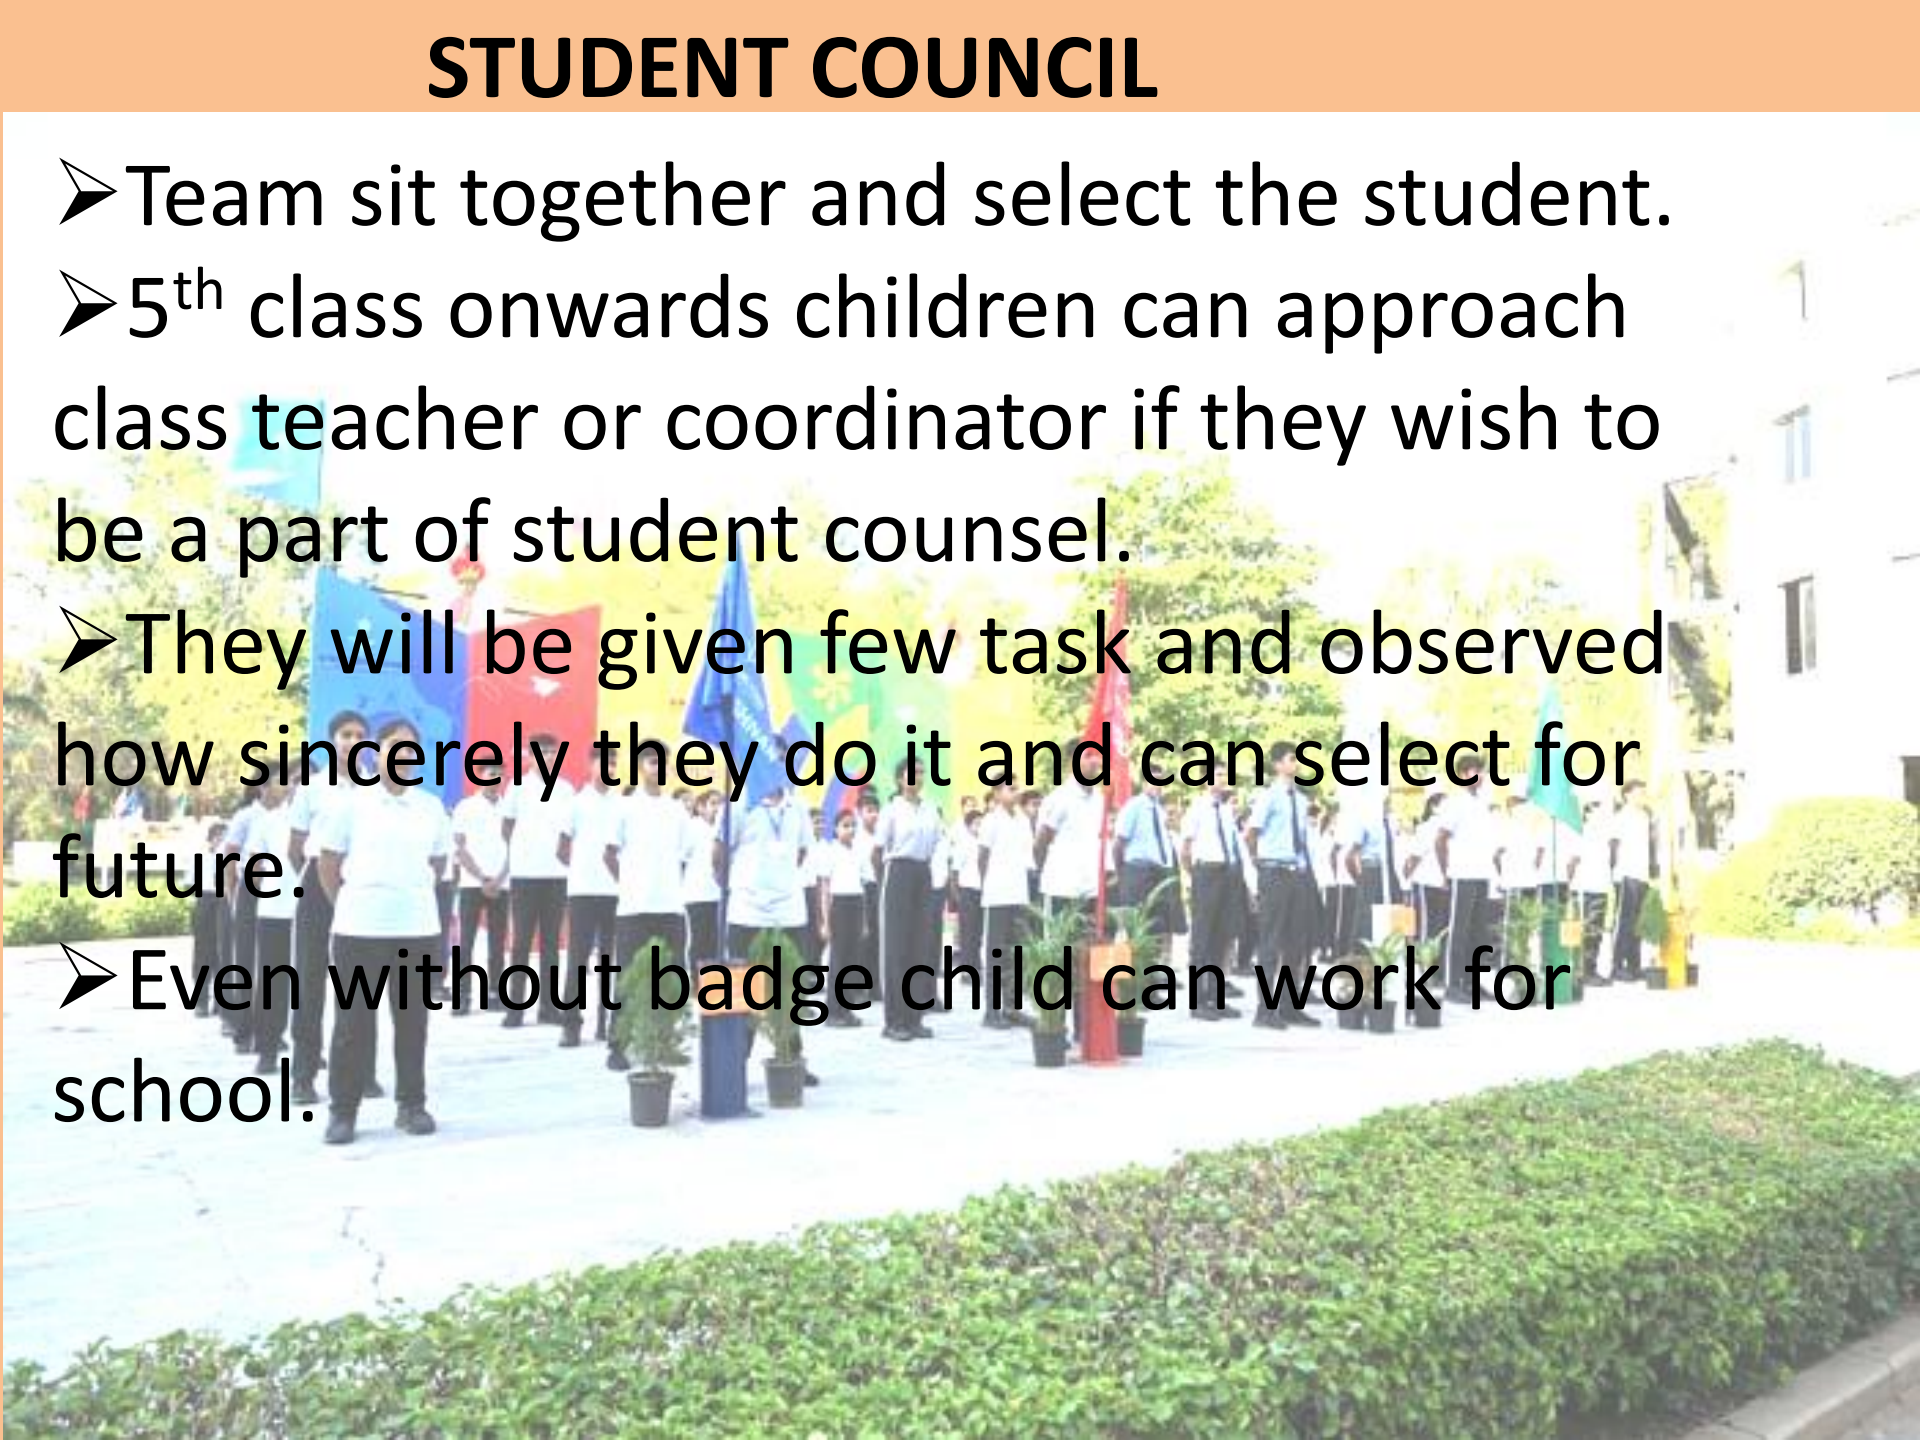 STUDENT COUNCIL
➢Team sit together and select the student.
➢5th class onwards children can approach
class teacher or coordinator if they wish to
be a part of student counsel.
➢They will be given few task and observed
how sincerely they do it and can select for
future.
➢Even without badge child can work for
school.